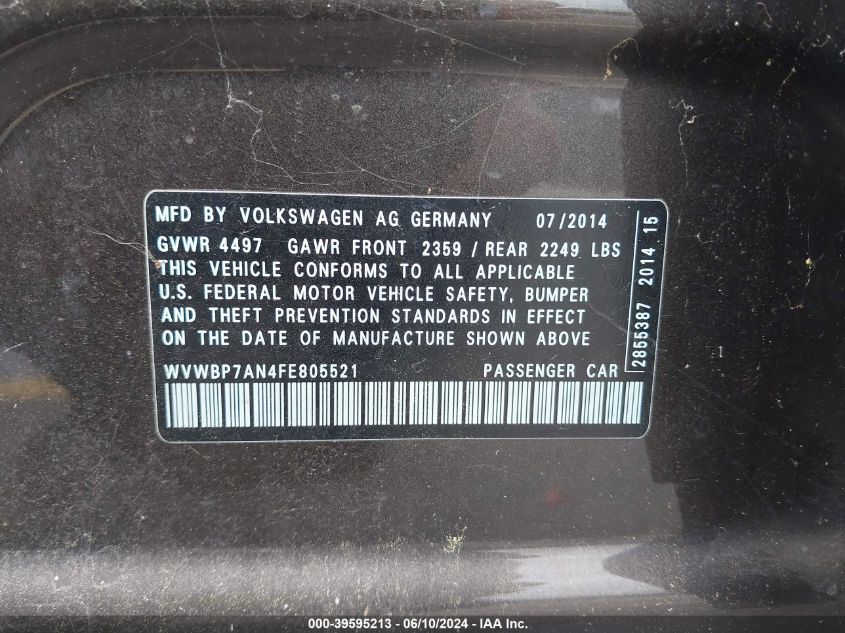 MFD BY VOLKSWAGEN AG GERMANY 07/2014
GVWR 4497 GAWR FRONT 2359 / REAR 2249 LBS
THIS VEHICLE CONFORMS TO ALL APPLICABLE
U.S. FEDERAL MOTOR VEHICLE SAFETY, BUMPER
AND THEFT PREVENTION STANDARDS IN EFFECT
ON THE DATE OF MANUFACTURE SHOWN ABOVE
WVWBP7AN4FE805521 PASSENGER CAR
2855387 2014 15
000-39595213 - 06/10/2024 - IAA Inc.